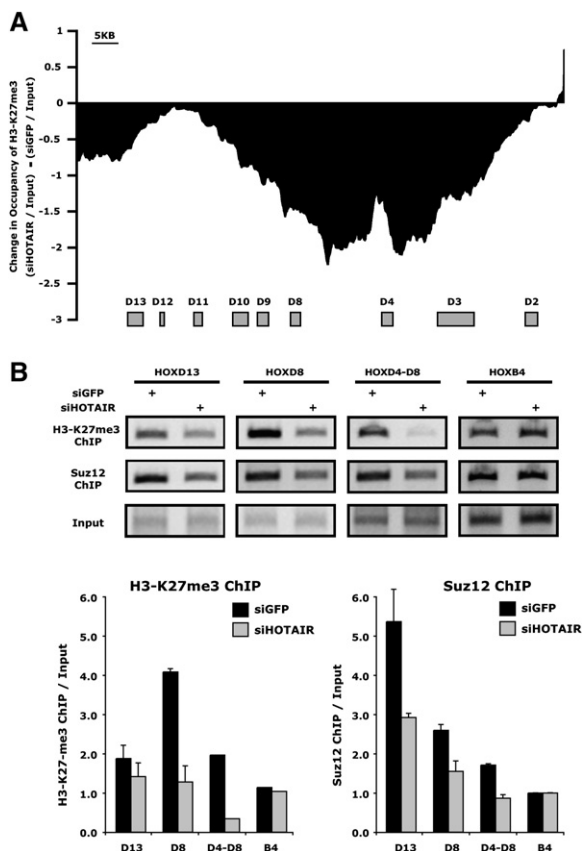 A
5KB
Change in Occupancy of H3-K27me3
(siHOTAIR / Input) - (siGFP / Input)
1
0.5
0
-0.5
-1
-1.5
-2
-2.5
-3
D13 D12 D11 D10 D9 D8 D4 D3 D2
B
HOXD13 HOXD8 HOXD4-D8 HOXB4
siGFP + + + +
siHOTAIR + + + +
H3-K27me3
ChIP
Suz12
ChIP
Input
H3-K27me3 ChIP
H3-K27-me3 ChIP / Input
6.0
5.0
4.0
3.0
2.0
1.0
0.0
siGFP
siHOTAIR
D13 D8 D4-D8 B4
Suz12 ChIP
Suz12 ChIP / Input
6.0
5.0
4.0
3.0
2.0
1.0
0.0
siGFP
siHOTAIR
D13 D8 D4-D8 B4